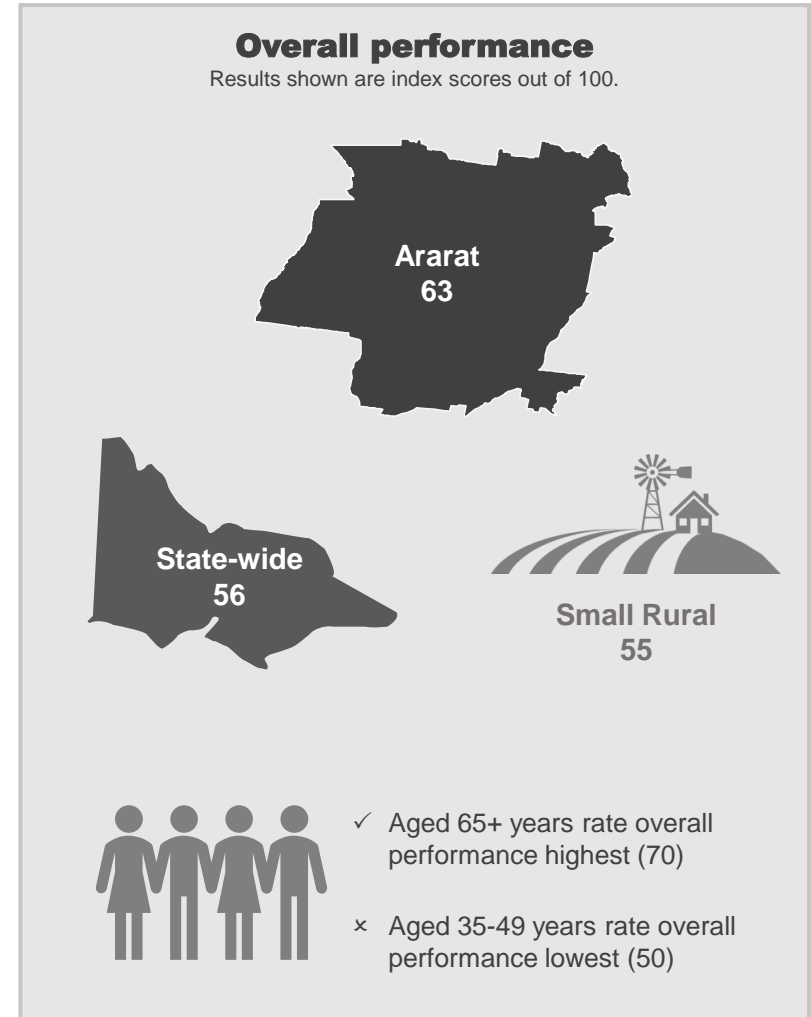 Overall performance
Results shown are index scores out of 100.
Ararat
63
State-wide
56
Small Rural
55
✓ Aged 65+ years rate overall
performance highest (70)
× Aged 35-49 years rate overall
performance lowest (50)